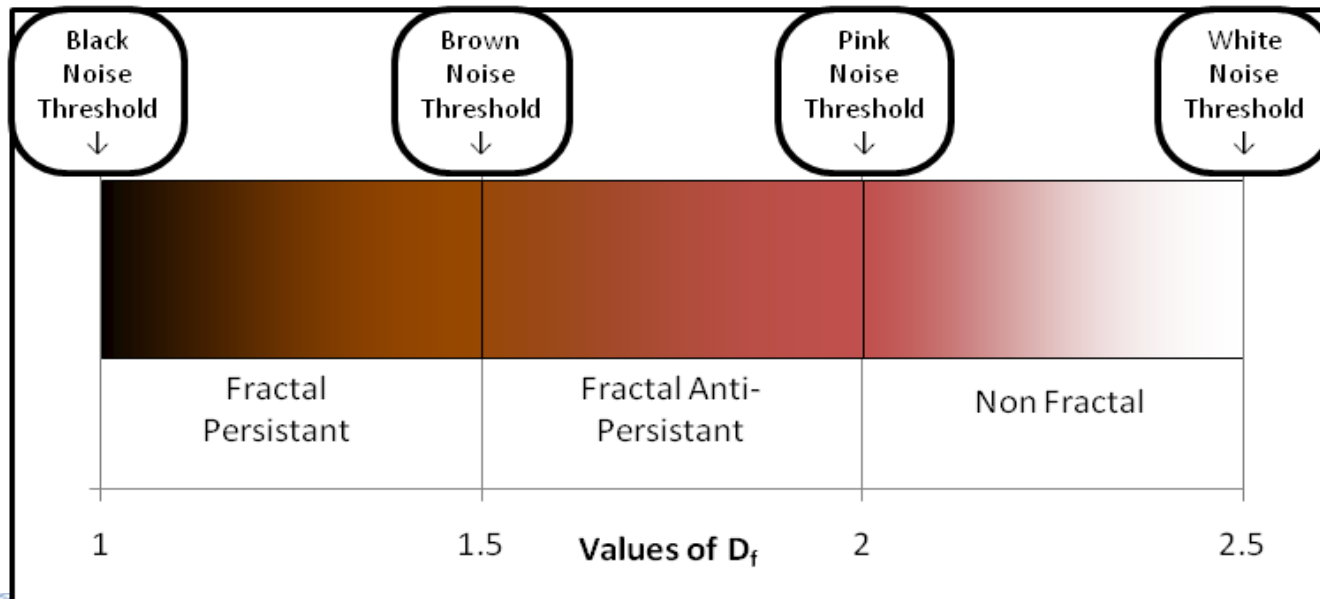 Black
Noise
Threshold
↓
Brown
Noise
Threshold
↓
Pink
Noise
Threshold
↓
White
Noise
Threshold
↓
Fractal
Persistant
Fractal Anti-
Persistant
Non Fractal
1
1.5
Values of Df
2
2.5